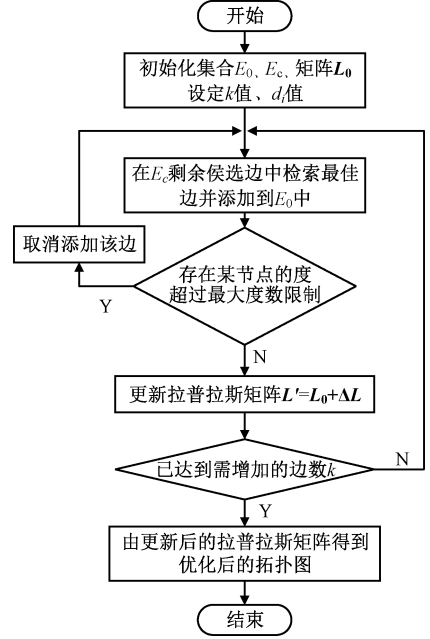 开始
初始化集合E₀、Ec、矩阵L₀
设定k值、di值
在Ec剩余侯选边中检索最佳
边并添加到E₀中
取消添加该边
存在某节点的度
超过最大度数限制
Y
N
更新拉普拉斯矩阵L'=L₀+ΔL
已达到需增加的边数k
N
Y
由更新后的拉普拉斯矩阵得到
优化后的拓扑图
结束